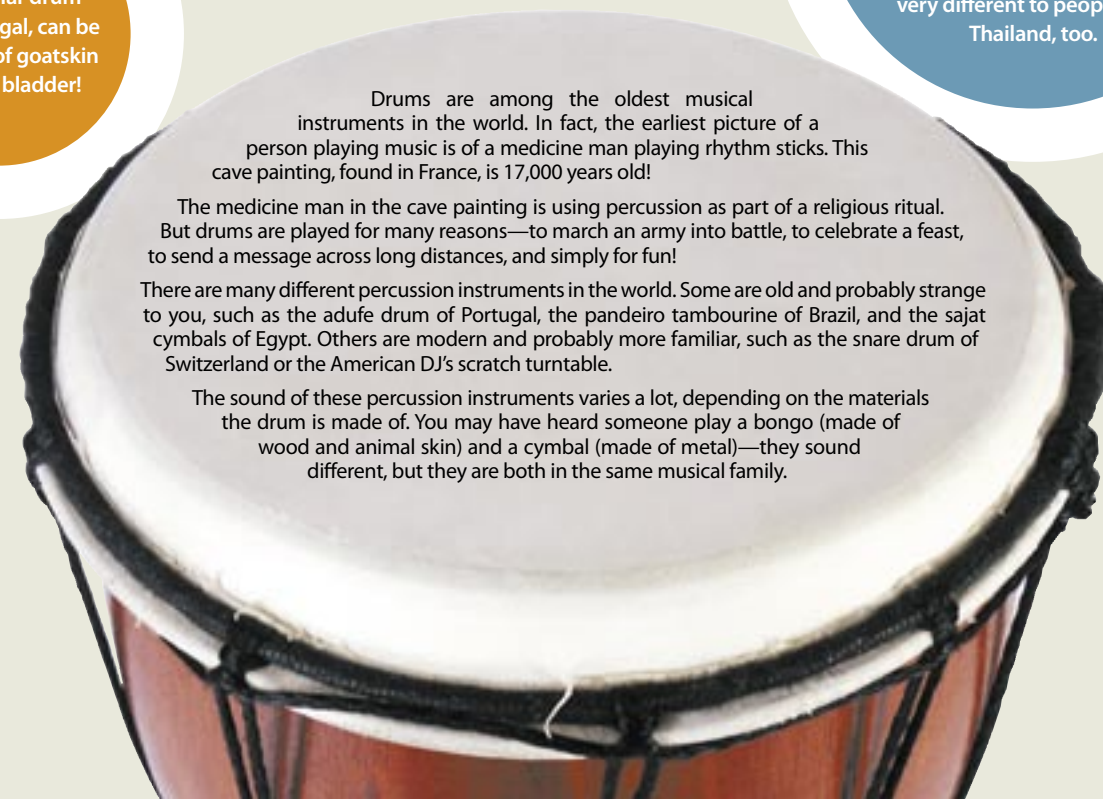 gal, can be
of goatskin
bladder!
very different to
Thailand, too.
Drums are among the oldest musical
instruments in the world. In fact, the earliest picture of a
person playing music is of a medicine man playing rhythm sticks. This
cave painting, found in France, is 17,000 years old!
The medicine man in the cave painting is using percussion as part of a religious ritual.
But drums are played for many reasons—to march an army into battle, to celebrate a feast,
to send a message across long distances, and simply for fun!
There are many different percussion instruments in the world. Some are old and probably strange
to you, such as the adufe drum of Portugal, the pandeiro tambourine of Brazil, and the sajat
cymbals of Egypt. Others are modern and probably more familiar, such as the snare drum of
Switzerland or the American DJ's scratch turntable.
The sound of these percussion instruments varies a lot, depending on the materials
the drum is made of. You may have heard someone play a bongo (made of
wood and animal skin) and a cymbal (made of metal)—they sound
different, but they are both in the same musical family.